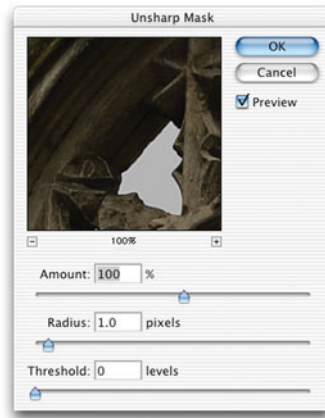 Unsharp Mask
OK
Cancel
Preview
100%
Amount: 100 %
Radius: 1.0 pixels
Threshold: 0 levels